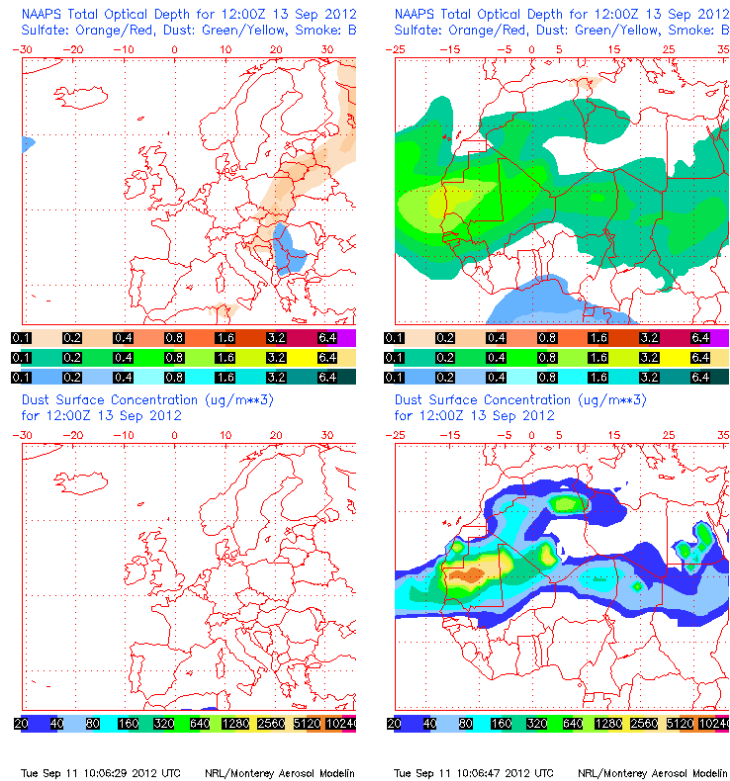 NAAPS Total Optical Depth for 12:00Z 13 Sep 2012
Sulfate: Orange/Red, Dust: Green/Yellow, Smoke: B
-30 -20 -10 0 10 20 30
0.1 0.2 0.4 0.8 1.6 3.2 6.4
0.1 0.2 0.4 0.8 1.6 3.2 6.4
0.1 0.2 0.4 0.8 1.6 3.2 6.4
NAAPS Total Optical Depth for 12:00Z 13 Sep 2012
Sulfate: Orange/Red, Dust: Green/Yellow, Smoke: B
-25 -15 -5 0 5 15 25 35
0.1 0.2 0.4 0.8 1.6 3.2 6.4
0.1 0.2 0.4 0.8 1.6 3.2 6.4
0.1 0.2 0.4 0.8 1.6 3.2 6.4
Dust Surface Concentration (ug/m**3)
for 12:00Z 13 Sep 2012
-30 -20 -10 0 10 20 30
20 40 80 160 320 640 1280 2560 5120 10240
Tue Sep 11 10:06:29 2012 UTC NRL/Monterey Aerosol Modelin
Dust Surface Concentration (ug/m**3)
for 12:00Z 13 Sep 2012
-25 -15 -5 0 5 15 25 35
20 40 80 160 320 640 1280 2560 5120 10240
Tue Sep 11 10:06:47 2012 UTC NRL/Monterey Aerosol Modelin